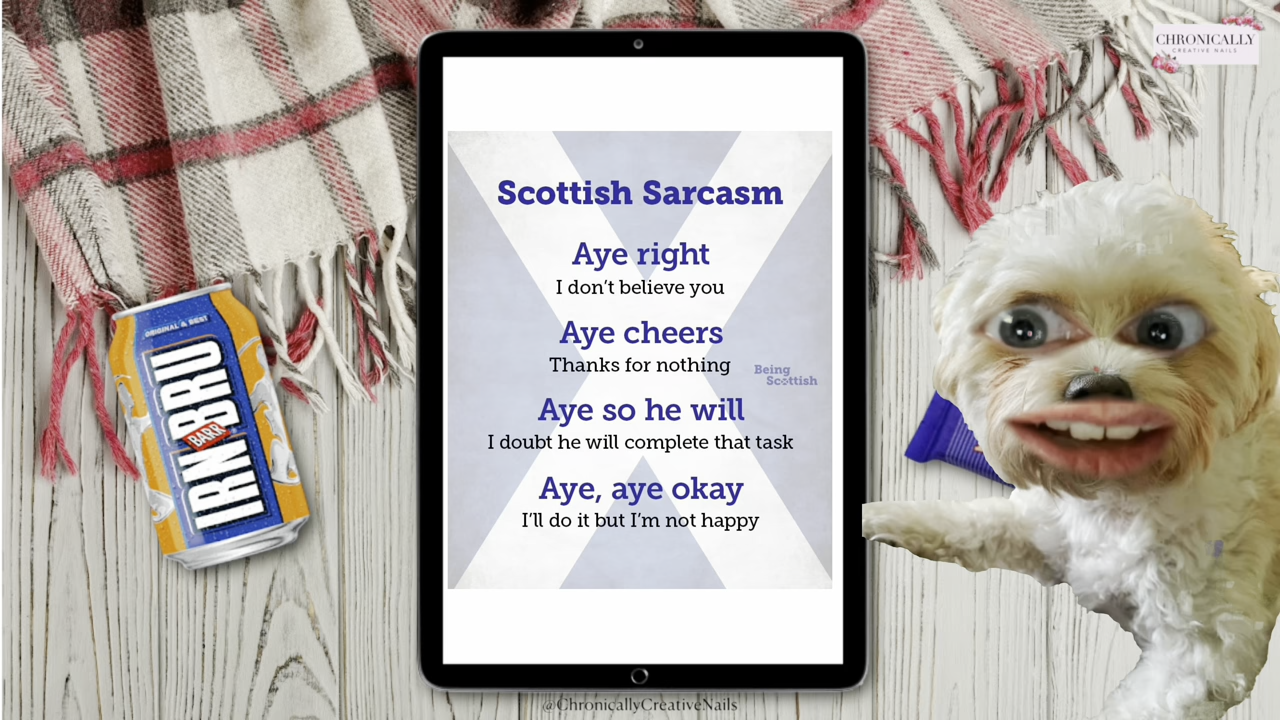 CHRONICALLY
CREATIVE NAILS
Scottish Sarcasm
Aye right
I don't believe you
Aye cheers
Thanks for nothing
Being
Scottish
Aye so he will
I doubt he will complete that task
Aye, aye okay
I'll do it but I'm not happy
ORIGINAL & BEST
IRN BRU
BARR
@ChronicallyCreativeNails